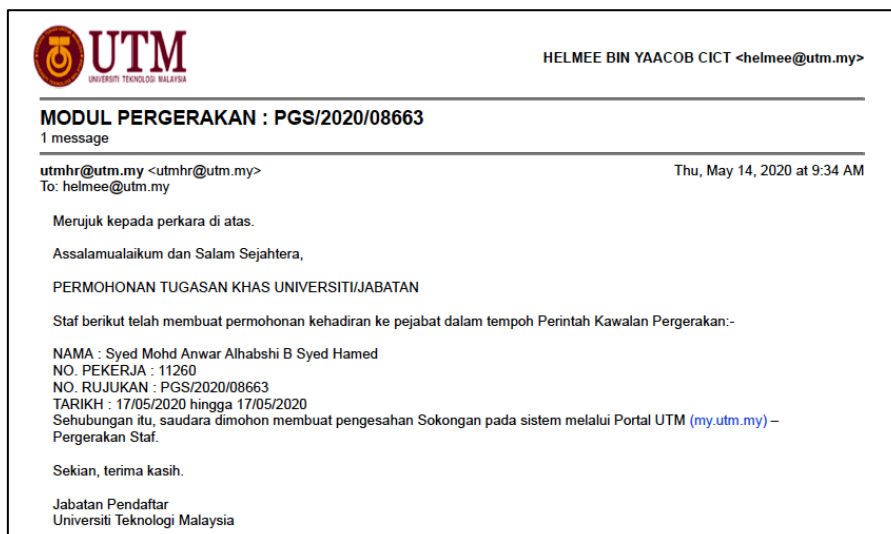 UTM
UNIVERSITI TEKNOLOGI MALAYSIA
HELMEE BIN YAACOB CICT <helmee@utm.my>
MODUL PERGERAKAN : PGS/2020/08663
1 message
utmhr@utm.my <utmhr@utm.my>
Thu, May 14, 2020 at 9:34 AM
To: helmee@utm.my
Merujuk kepada perkara di atas.
Assalamualaikum dan Salam Sejahtera,
PERMOHONAN TUGASAN KHAS UNIVERSITI/JABATAN
Staf berikut telah membuat permohonan kehadiran ke pejabat dalam tempoh Perintah Kawalan Pergerakan:-
NAMA : Syed Mohd Anwar Alhabshi B Syed Hamed
NO. PEKERJA : 11260
NO. RUJUKAN : PGS/2020/08663
TARIKH : 17/05/2020 hingga 17/05/2020
Sehubungan itu, saudara dimohon membuat pengesahan Sokongan pada sistem melalui Portal UTM (my.utm.my) –
Pergerakan Staf.
Sekian, terima kasih.
Jabatan Pendaftar
Universiti Teknologi Malaysia